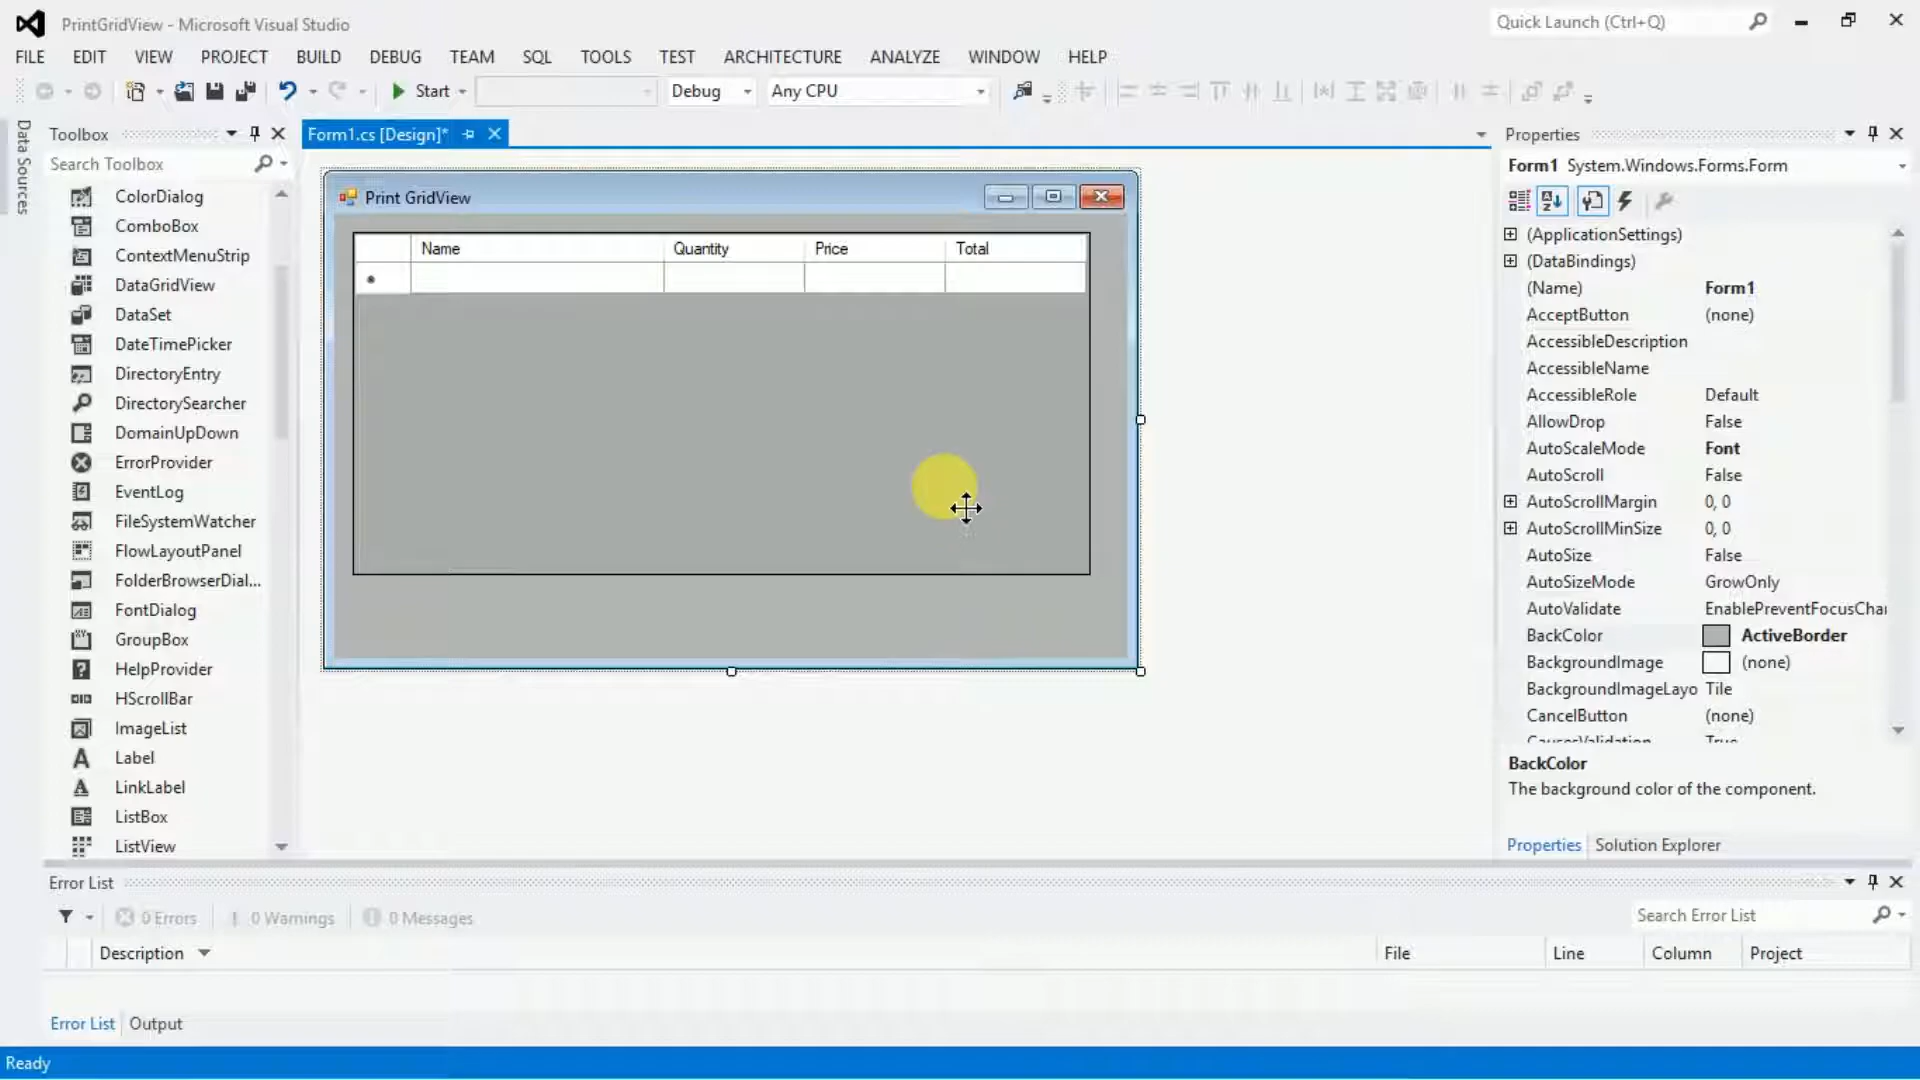 PrintGridView - Microsoft Visual Studio
Quick Launch (Ctrl+Q)
FILE EDIT VIEW PROJECT BUILD DEBUG TEAM SQL TOOLS TEST ARCHITECTURE ANALYZE WINDOW HELP
Start Debug Any CPU
Data Sources
Toolbox
Search Toolbox
ColorDialog
ComboBox
ContextMenuStrip
DataGridView
DataSet
DateTimePicker
DirectoryEntry
DirectorySearcher
DomainUpDown
ErrorProvider
EventLog
FileSystemWatcher
FlowLayoutPanel
FolderBrowserDial...
FontDialog
GroupBox
HelpProvider
HScrollBar
ImageList
Label
LinkLabel
ListBox
ListView
Form1.cs [Design]*
Print GridView
Name Quantity Price Total
Properties
Form1 System.Windows.Forms.Form
(ApplicationSettings)
(DataBindings)
(Name) Form1
AcceptButton (none)
AccessibleDescription
AccessibleName
AccessibleRole Default
AllowDrop False
AutoScaleMode Font
AutoScroll False
AutoScrollMargin 0, 0
AutoScrollMinSize 0, 0
AutoSize False
AutoSizeMode GrowOnly
AutoValidate EnablePreventFocusChar
BackColor ActiveBorder
BackgroundImage (none)
BackgroundImageLayo Tile
CancelButton (none)
CausesValidation True
BackColor
The background color of the component.
Properties Solution Explorer
Error List
0 Errors 0 Warnings 0 Messages
Search Error List
Description File Line Column Project
Error List Output
Ready